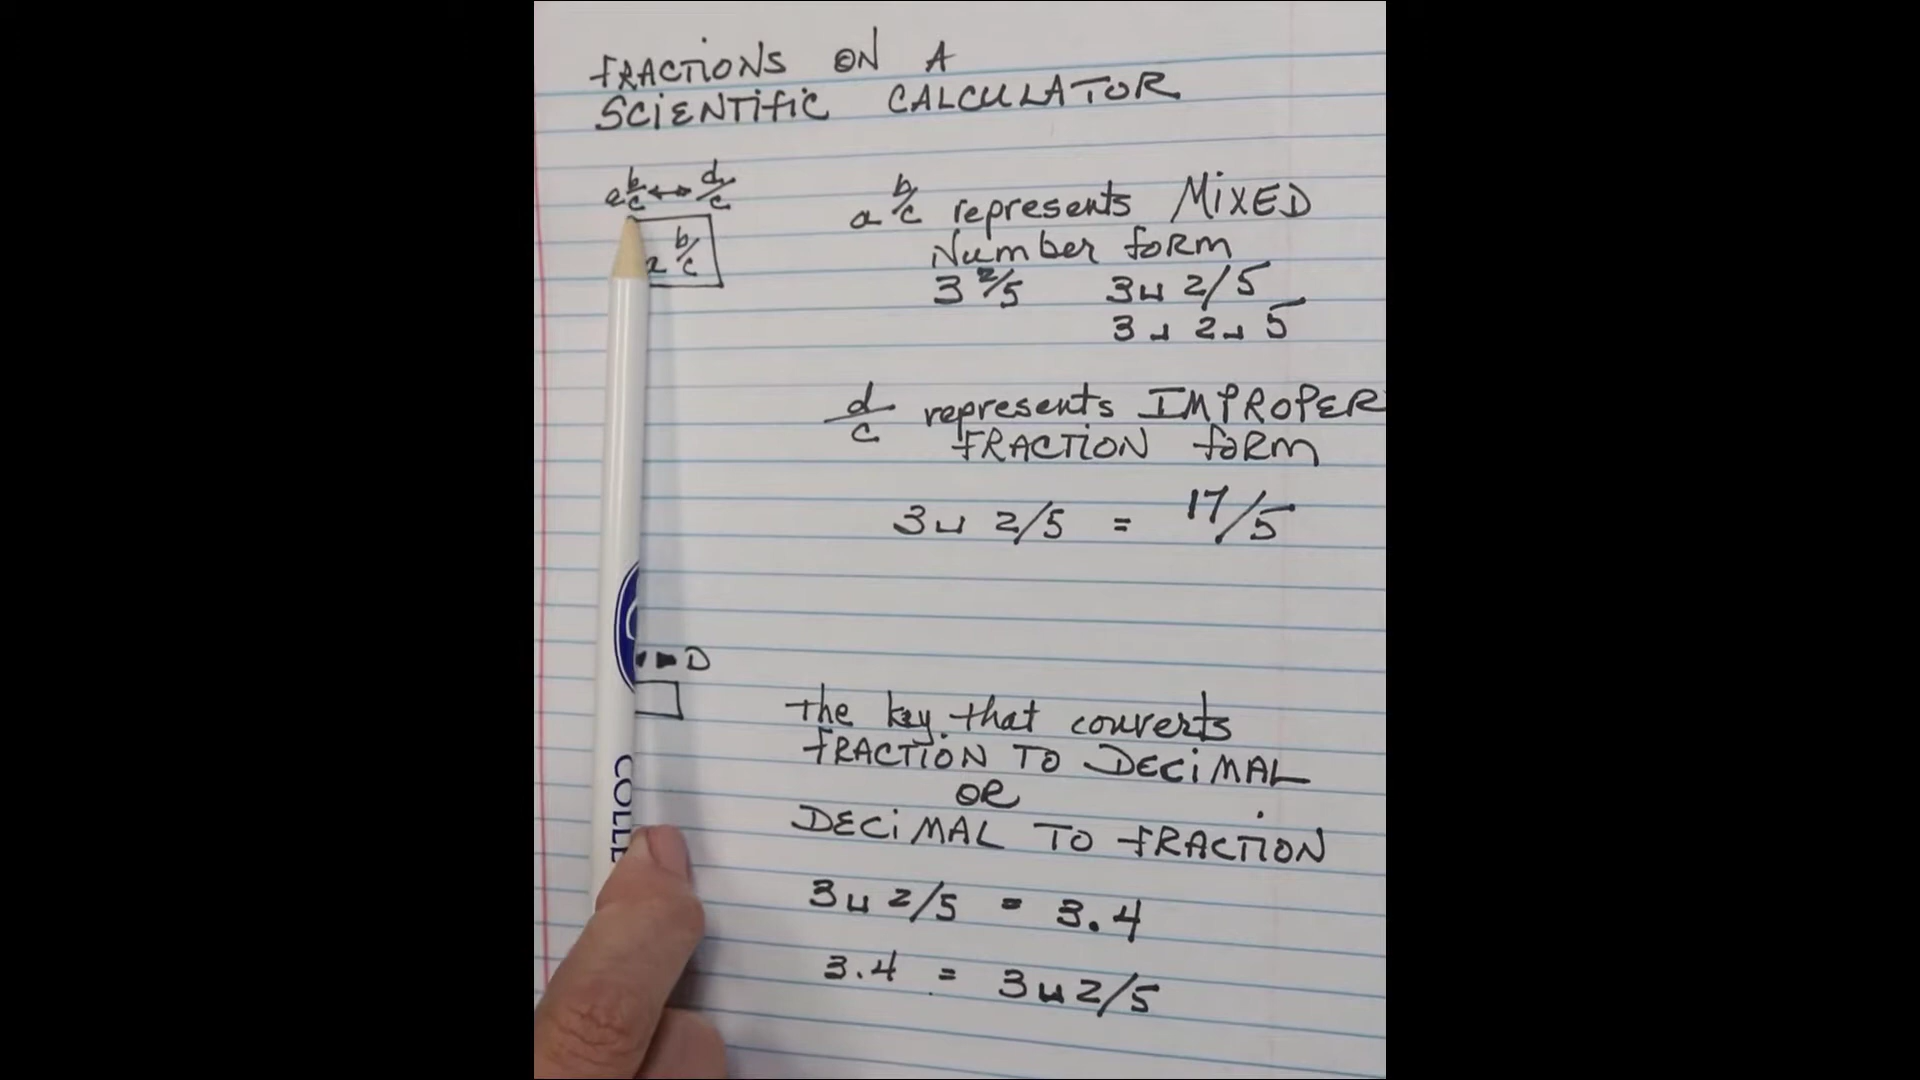 FRACTIONS ON A
SCIENTIFIC CALCULATOR
a b/c ↔ d/c
a b/c
a b/c represents MIXED
Number form
3 2/5 3⊔ 2/5
3 ⅃ 2 ⅃ 5
d/c represents IMPROPER
FRACTION form
3⊔ 2/5 = 17/5
D
the key that converts
FRACTION TO DECIMAL
OR
DECIMAL TO FRACTION
3⊔ 2/5 = 3.4
3.4 = 3⊔2/5
COLLE